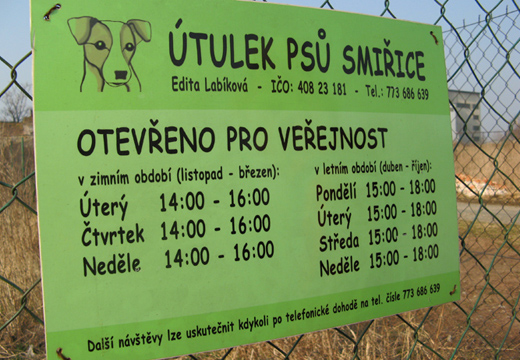 ÚTULEK PSŮ SMIŘICE
Edita Labíková - IČO: 408 23 181 - Tel.: 773 686 639
OTEVŘENO PRO VEŘEJNOST
v zimním období (listopad - březen):
Úterý 14:00 - 16:00
Čtvrtek 14:00 - 16:00
Neděle 14:00 - 16:00
v letním období (duben - říjen):
Pondělí 15:00 - 18:00
Úterý 15:00 - 18:00
Středa 15:00 - 18:00
Neděle 15:00 - 18:00
Další návštěvy lze uskutečnit kdykoli po telefonické dohodě na tel. čísle 773 686 639